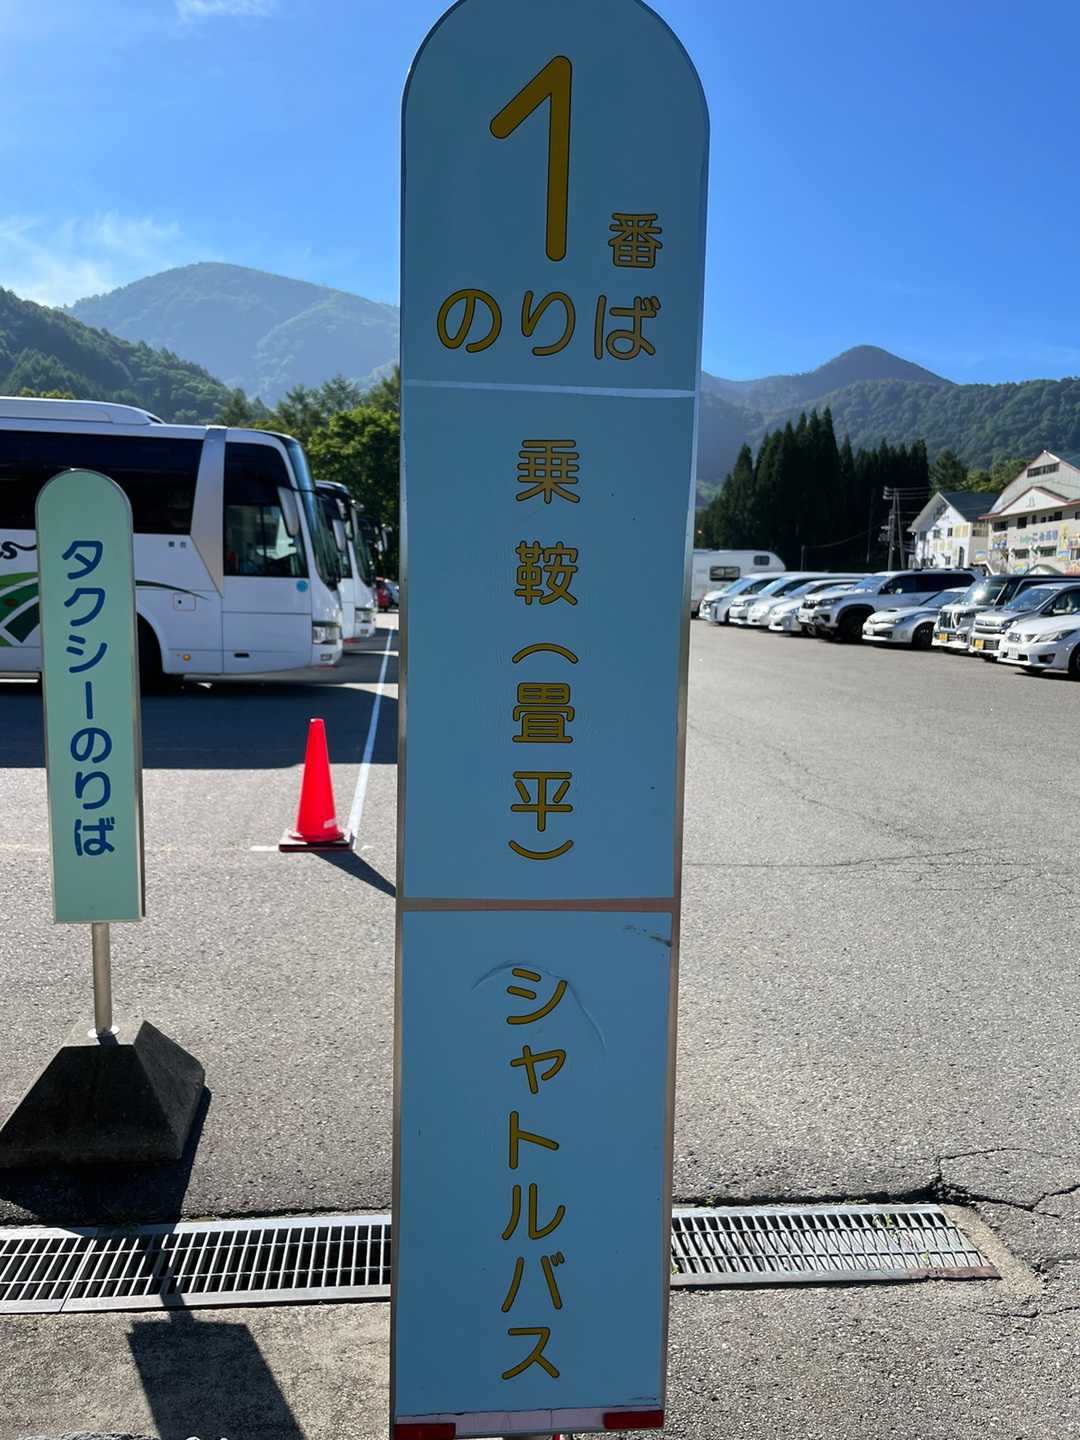 1番
のりば
乗鞍(畳平)
シャトルバス
タクシーのりば